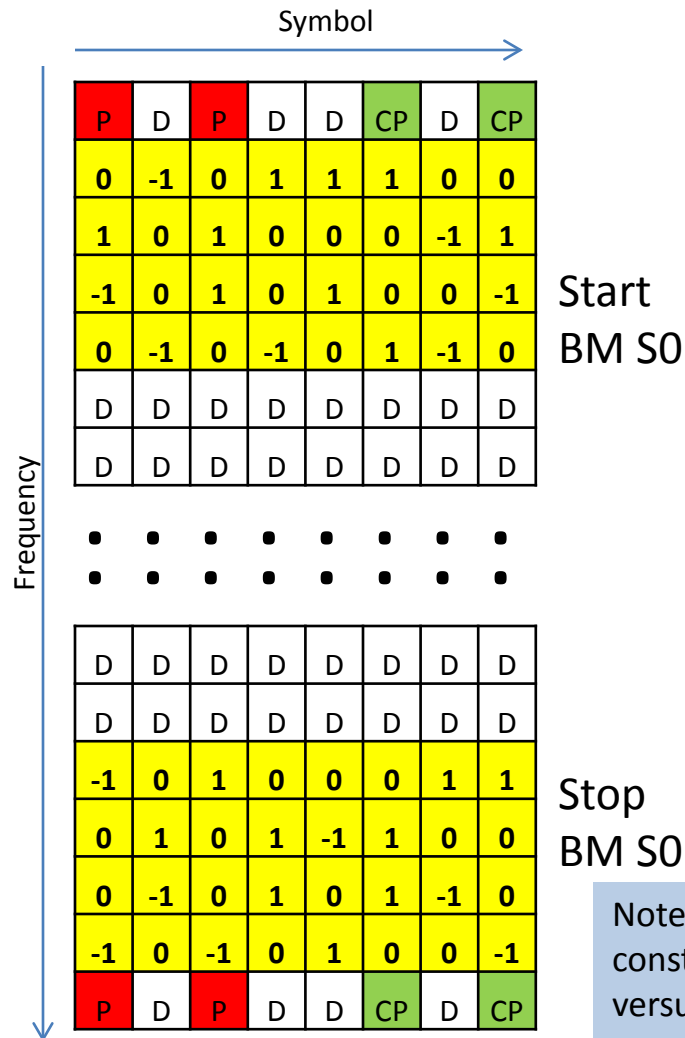 Symbol
Frequency
P D P D D CP D CP
0 -1 0 1 1 1 0 0
1 0 1 0 0 0 -1 1
-1 0 1 0 1 0 0 -1
0 -1 0 -1 0 1 -1 0
D D D D D D D D
D D D D D D D D
Start
BM S0
D D D D D D D D
D D D D D D D D
-1 0 1 0 0 0 1 1
0 1 0 1 -1 1 0 0
0 -1 0 1 0 1 -1 0
-1 0 -1 0 1 0 0 -1
P D P D D CP D CP
Stop
BM S0
Note